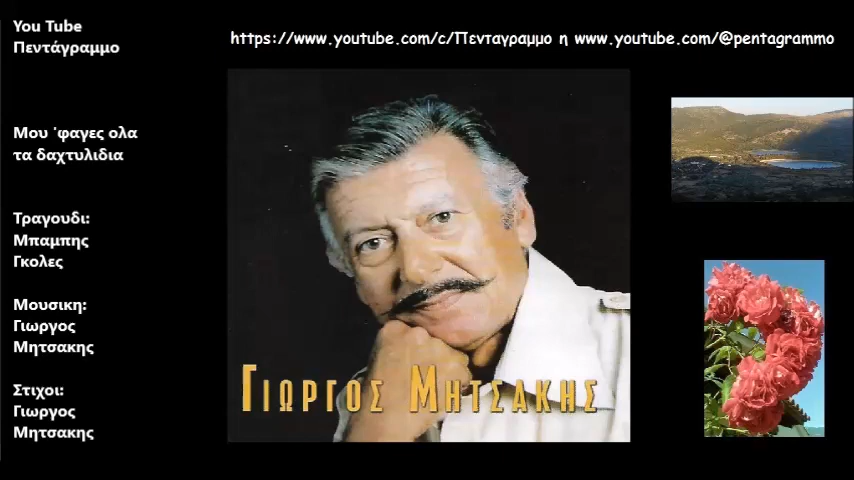 You Tube
Πεντάγραμμο
https://www.youtube.com/c/Πενταγραμμο η www.youtube.com/@pentagrammo
Μου 'φαγες ολα
τα δαχτυλιδια
Τραγουδι:
Μπαμπης
Γκολες
Μουσικη:
Γιωργος
Μητσακης
Στιχοι:
Γιωργος
Μητσακης
Γιωργος Μητσακης